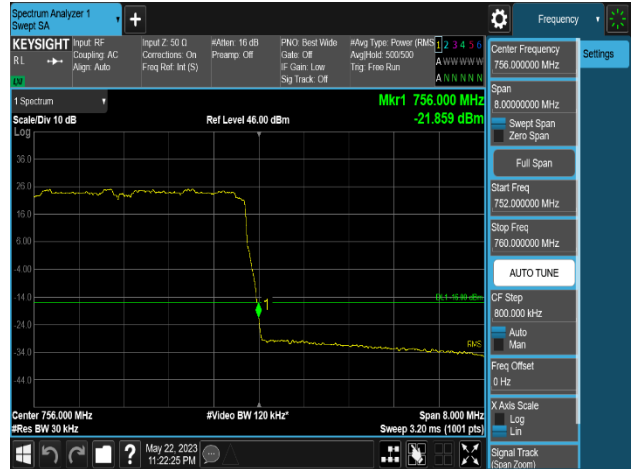 Spectrum Analyzer 1
Swept SA
Frequency
KEYSIGHT
RL
Input: RF
Coupling: AC
Align: Auto
Input Z: 50 Ω
Corrections: On
Freq Ref: Int (S)
#Atten: 16 dB
Preamp: Off
PNO: Best Wide
Gate: Off
IF Gain: Low
Sig Track: Off
#Avg Type: Power (RMS
Avg|Hold: 500/500
Trig: Free Run
1 2 3 4 5 6
A W W W W W
A N N N N N
1 Spectrum
Scale/Div 10 dB
Ref Level 46.00 dBm
Mkr1 756.000 MHz
-21.859 dBm
Log
36.0
26.0
16.0
6.00
-4.00
-14.0
-24.0
-34.0
-44.0
1
DL1 -16.00 dBm
RMS
Center 756.000 MHz
#Video BW 120 kHz*
Span 8.000 MHz
#Res BW 30 kHz
Sweep 3.20 ms (1001 pts)
May 22, 2023
11:22:25 PM
?
Center Frequency
756.000000 MHz
Settings
Span
8.00000000 MHz
Swept Span
Zero Span
Full Span
Start Freq
752.000000 MHz
Stop Freq
760.000000 MHz
AUTO TUNE
CF Step
800.000 kHz
Auto
Man
Freq Offset
0 Hz
X Axis Scale
Log
Lin
Signal Track
(Span Zoom)